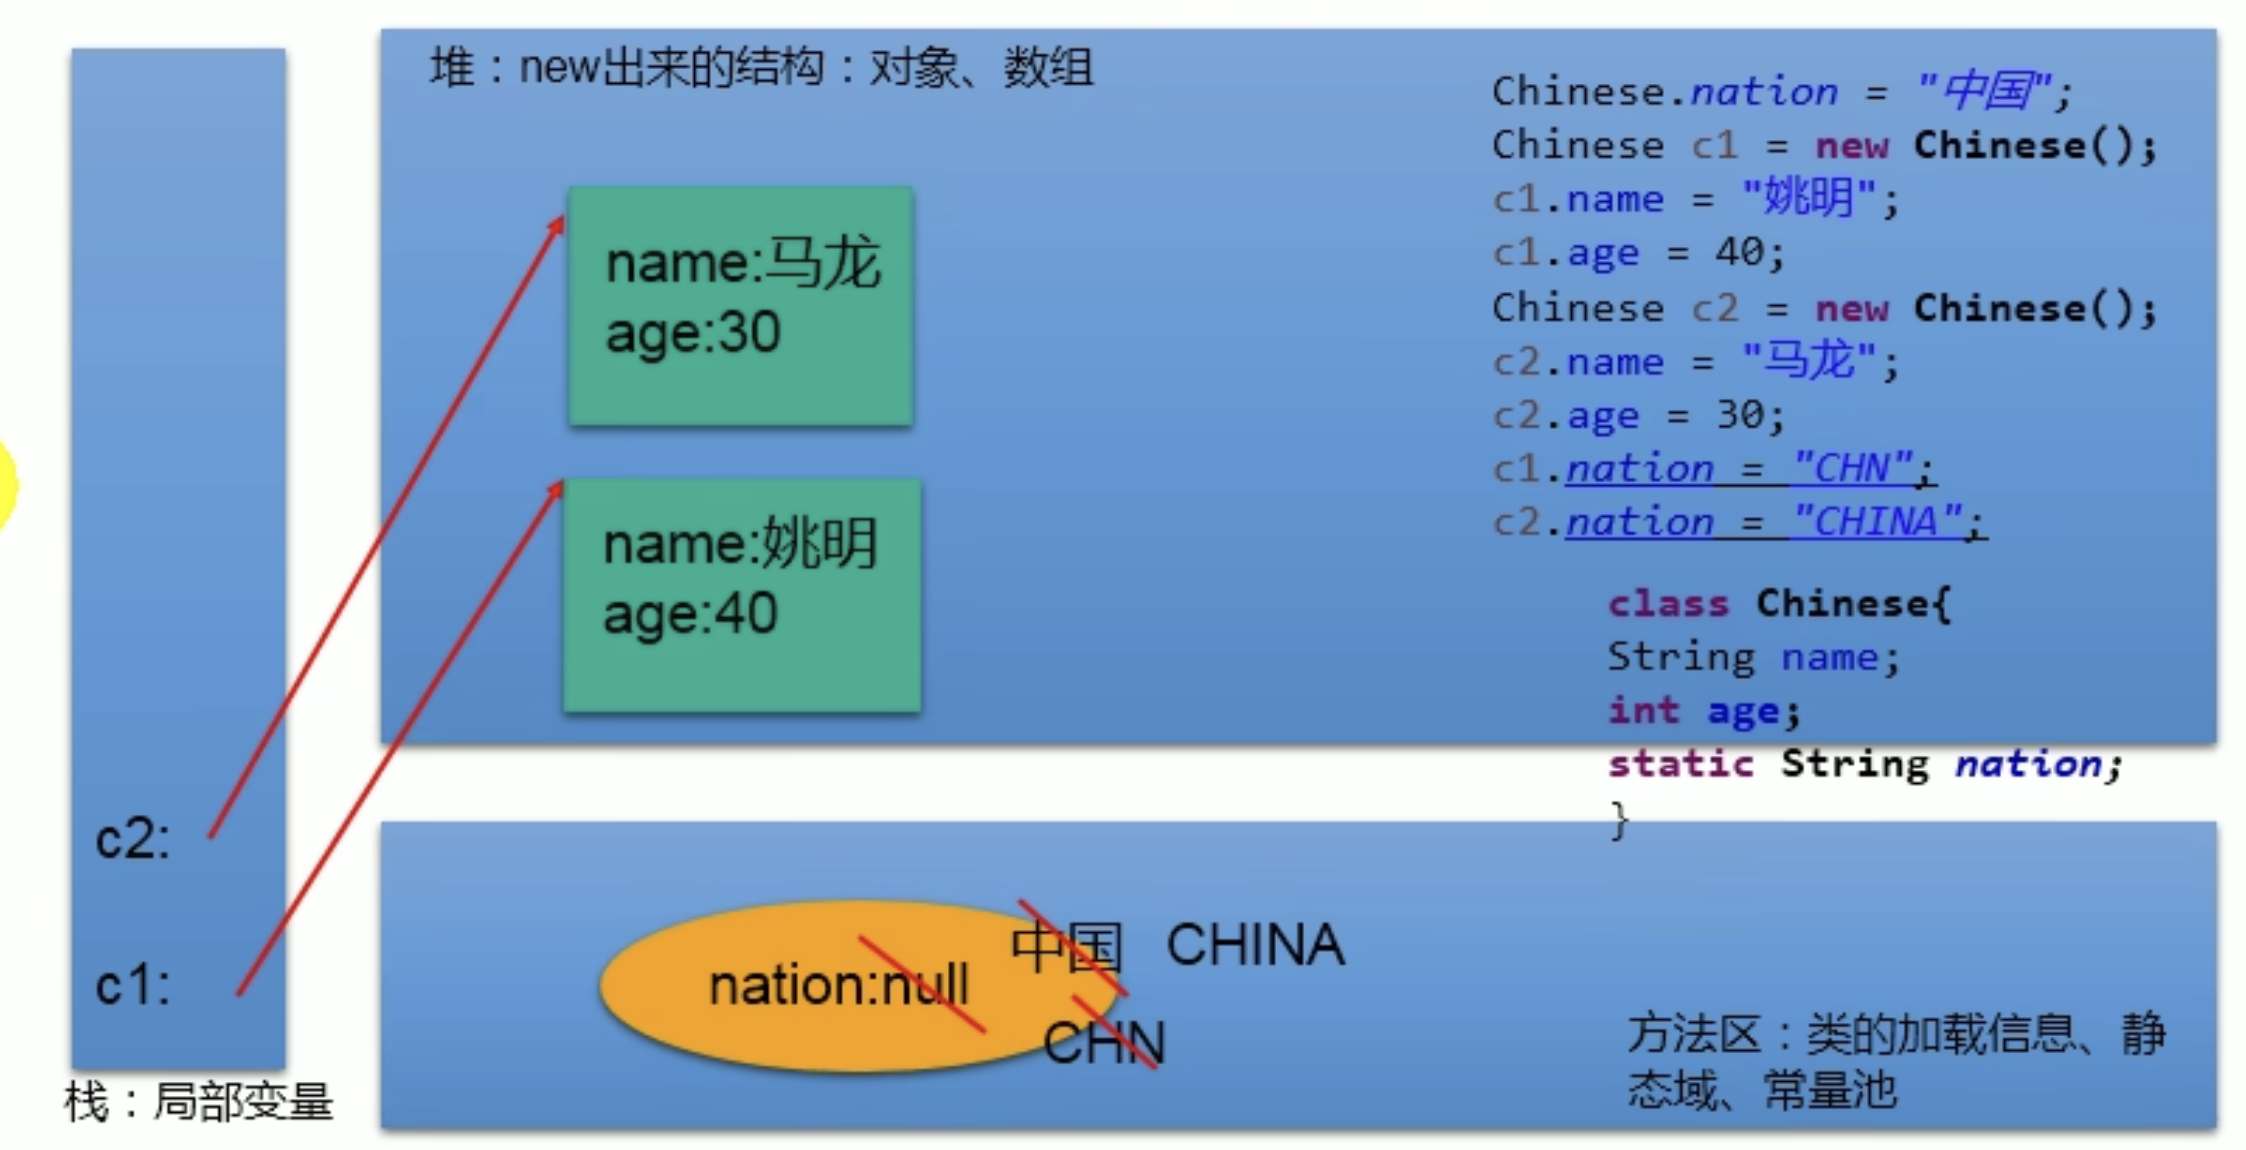 堆：new出来的结构：对象、数组
name:马龙
age:30
name:姚明
age:40
Chinese.nation = "中国";
Chinese c1 = new Chinese();
c1.name = "姚明";
c1.age = 40;
Chinese c2 = new Chinese();
c2.name = "马龙";
c2.age = 30;
c1.nation = "CHN";
c2.nation = "CHINA";
class Chinese{
String name;
int age;
static String nation;
}
c2:
c1:
栈：局部变量
nation:null
中国 CHINA
CHN
方法区：类的加载信息、静
态域、常量池